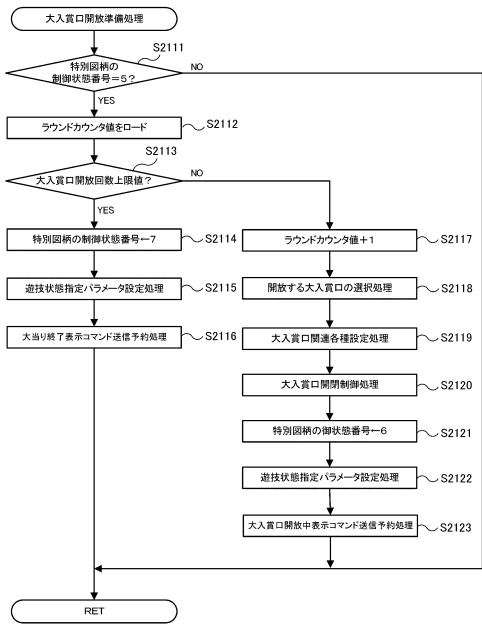 大入賞口開放準備処理
S2111
特別図柄の
制御状態番号=5?
NO
YES
ラウンドカウンタ値をロード
S2112
S2113
大入賞口開放回数上限値?
NO
YES
特別図柄の制御状態番号←7
S2114
遊技状態指定パラメータ設定処理
S2115
大当り終了表示コマンド送信予約処理
S2116
ラウンドカウンタ値+1
S2117
開放する大入賞口の選択処理
S2118
大入賞口関連各種設定処理
S2119
大入賞口開閉制御処理
S2120
特別図柄の御状態番号←6
S2121
遊技状態指定パラメータ設定処理
S2122
大入賞口開放中表示コマンド送信予約処理
S2123
RET